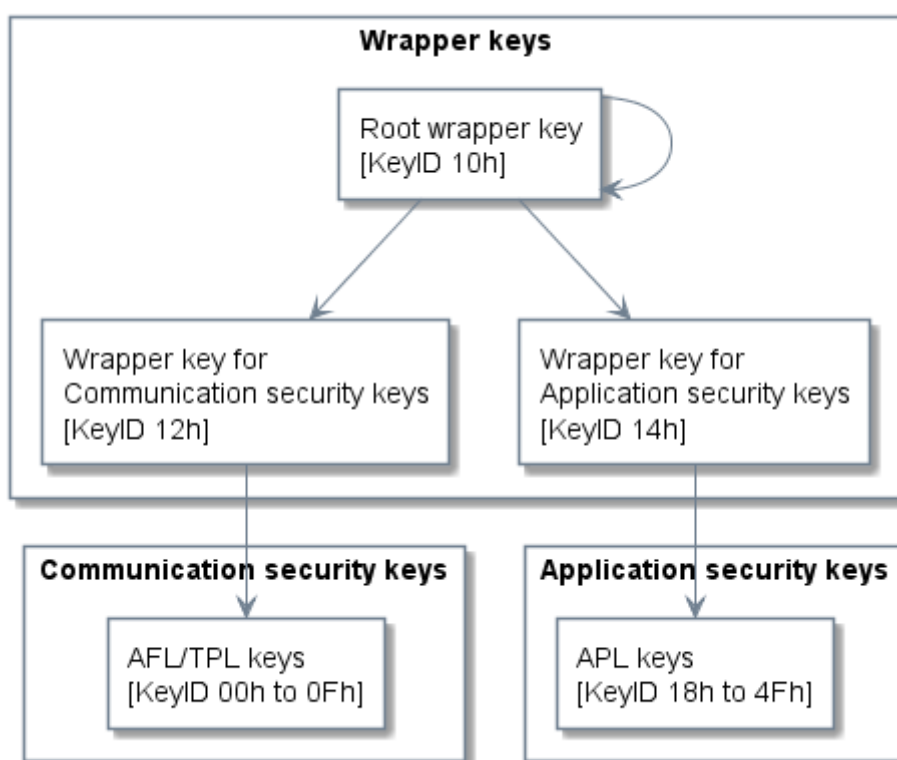 Wrapper keys
Root wrapper key
[KeyID 10h]
Wrapper key for
Communication security keys
[KeyID 12h]
Wrapper key for
Application security keys
[KeyID 14h]
Communication security keys
AFL/TPL keys
[KeyID 00h to 0Fh]
Application security keys
APL keys
[KeyID 18h to 4Fh]